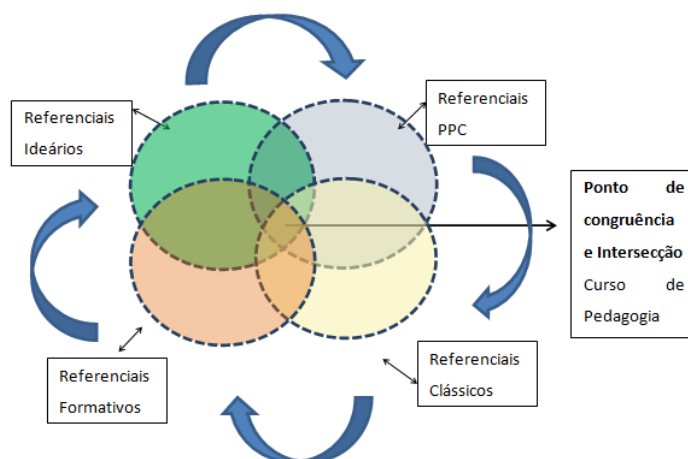 Referenciais
Ideários
Referenciais
PPC
Ponto de
congruência
e Intersecção
Curso de
Pedagogia
Referenciais
Formativos
Referenciais
Clássicos